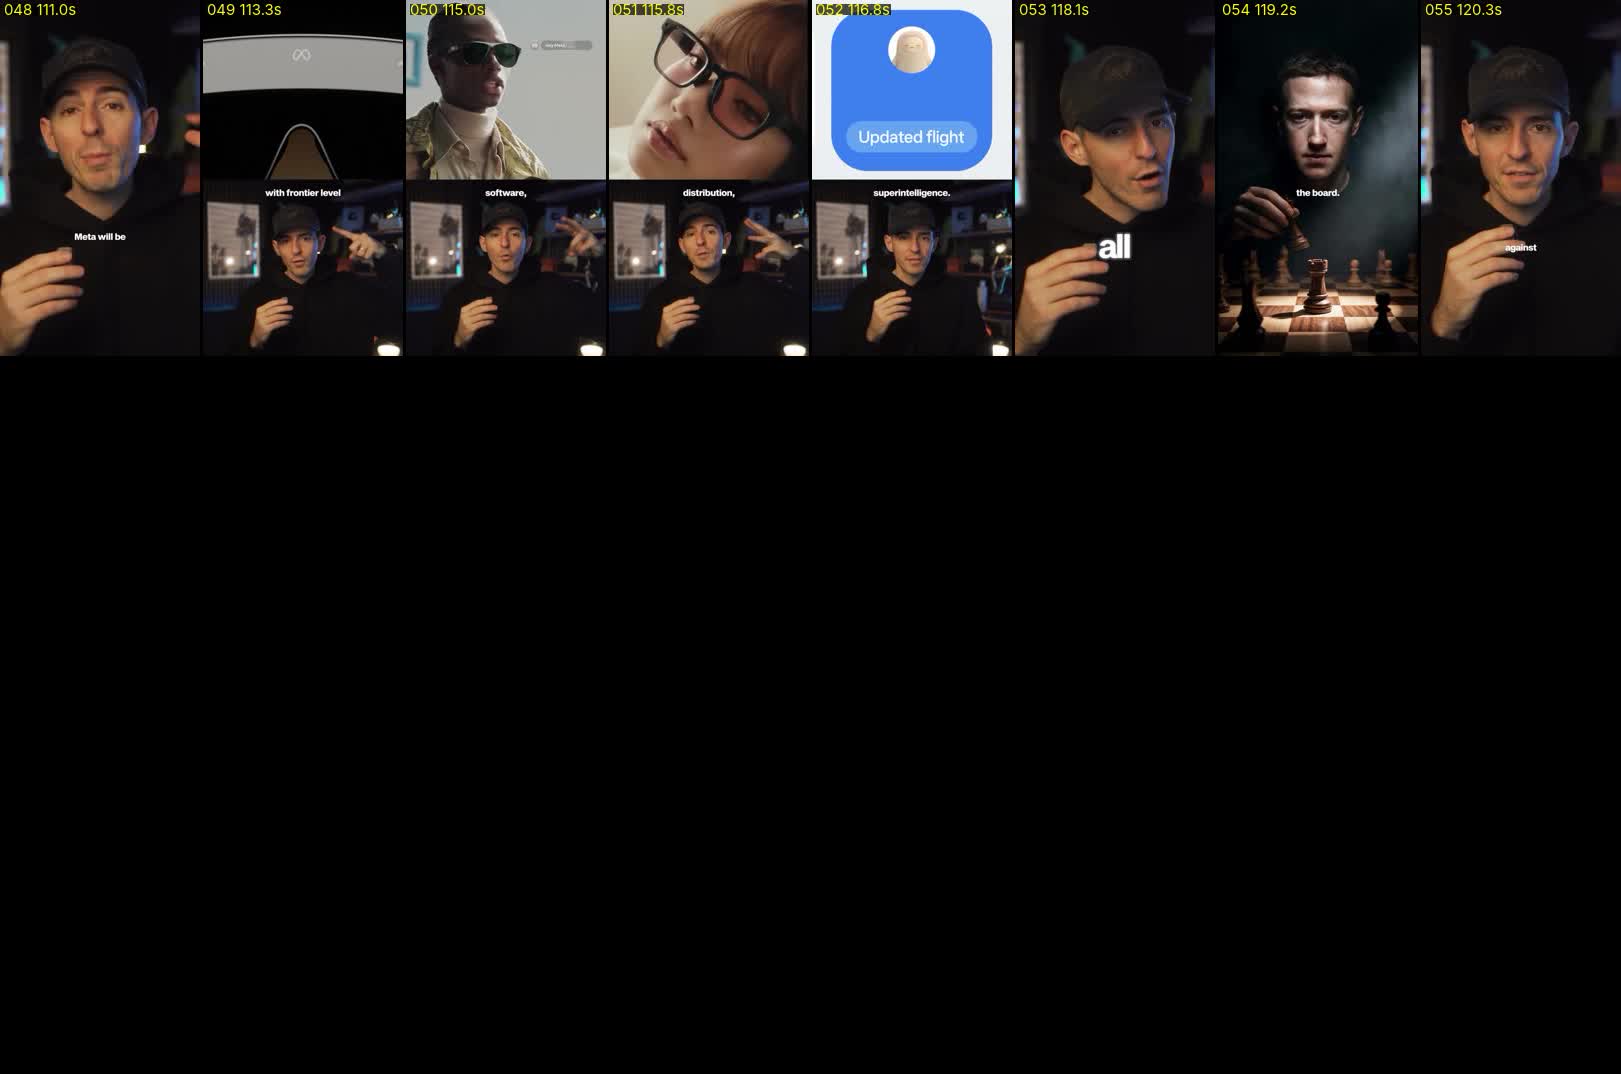 048 111.0s
049 113.3s
050 115.0s
051 115.8s
052 116.8s
053 118.1s
054 119.2s
055 120.3s
Meta will be
with frontier level
software,
distribution,
Updated flight
superintelligence.
all
the board.
against